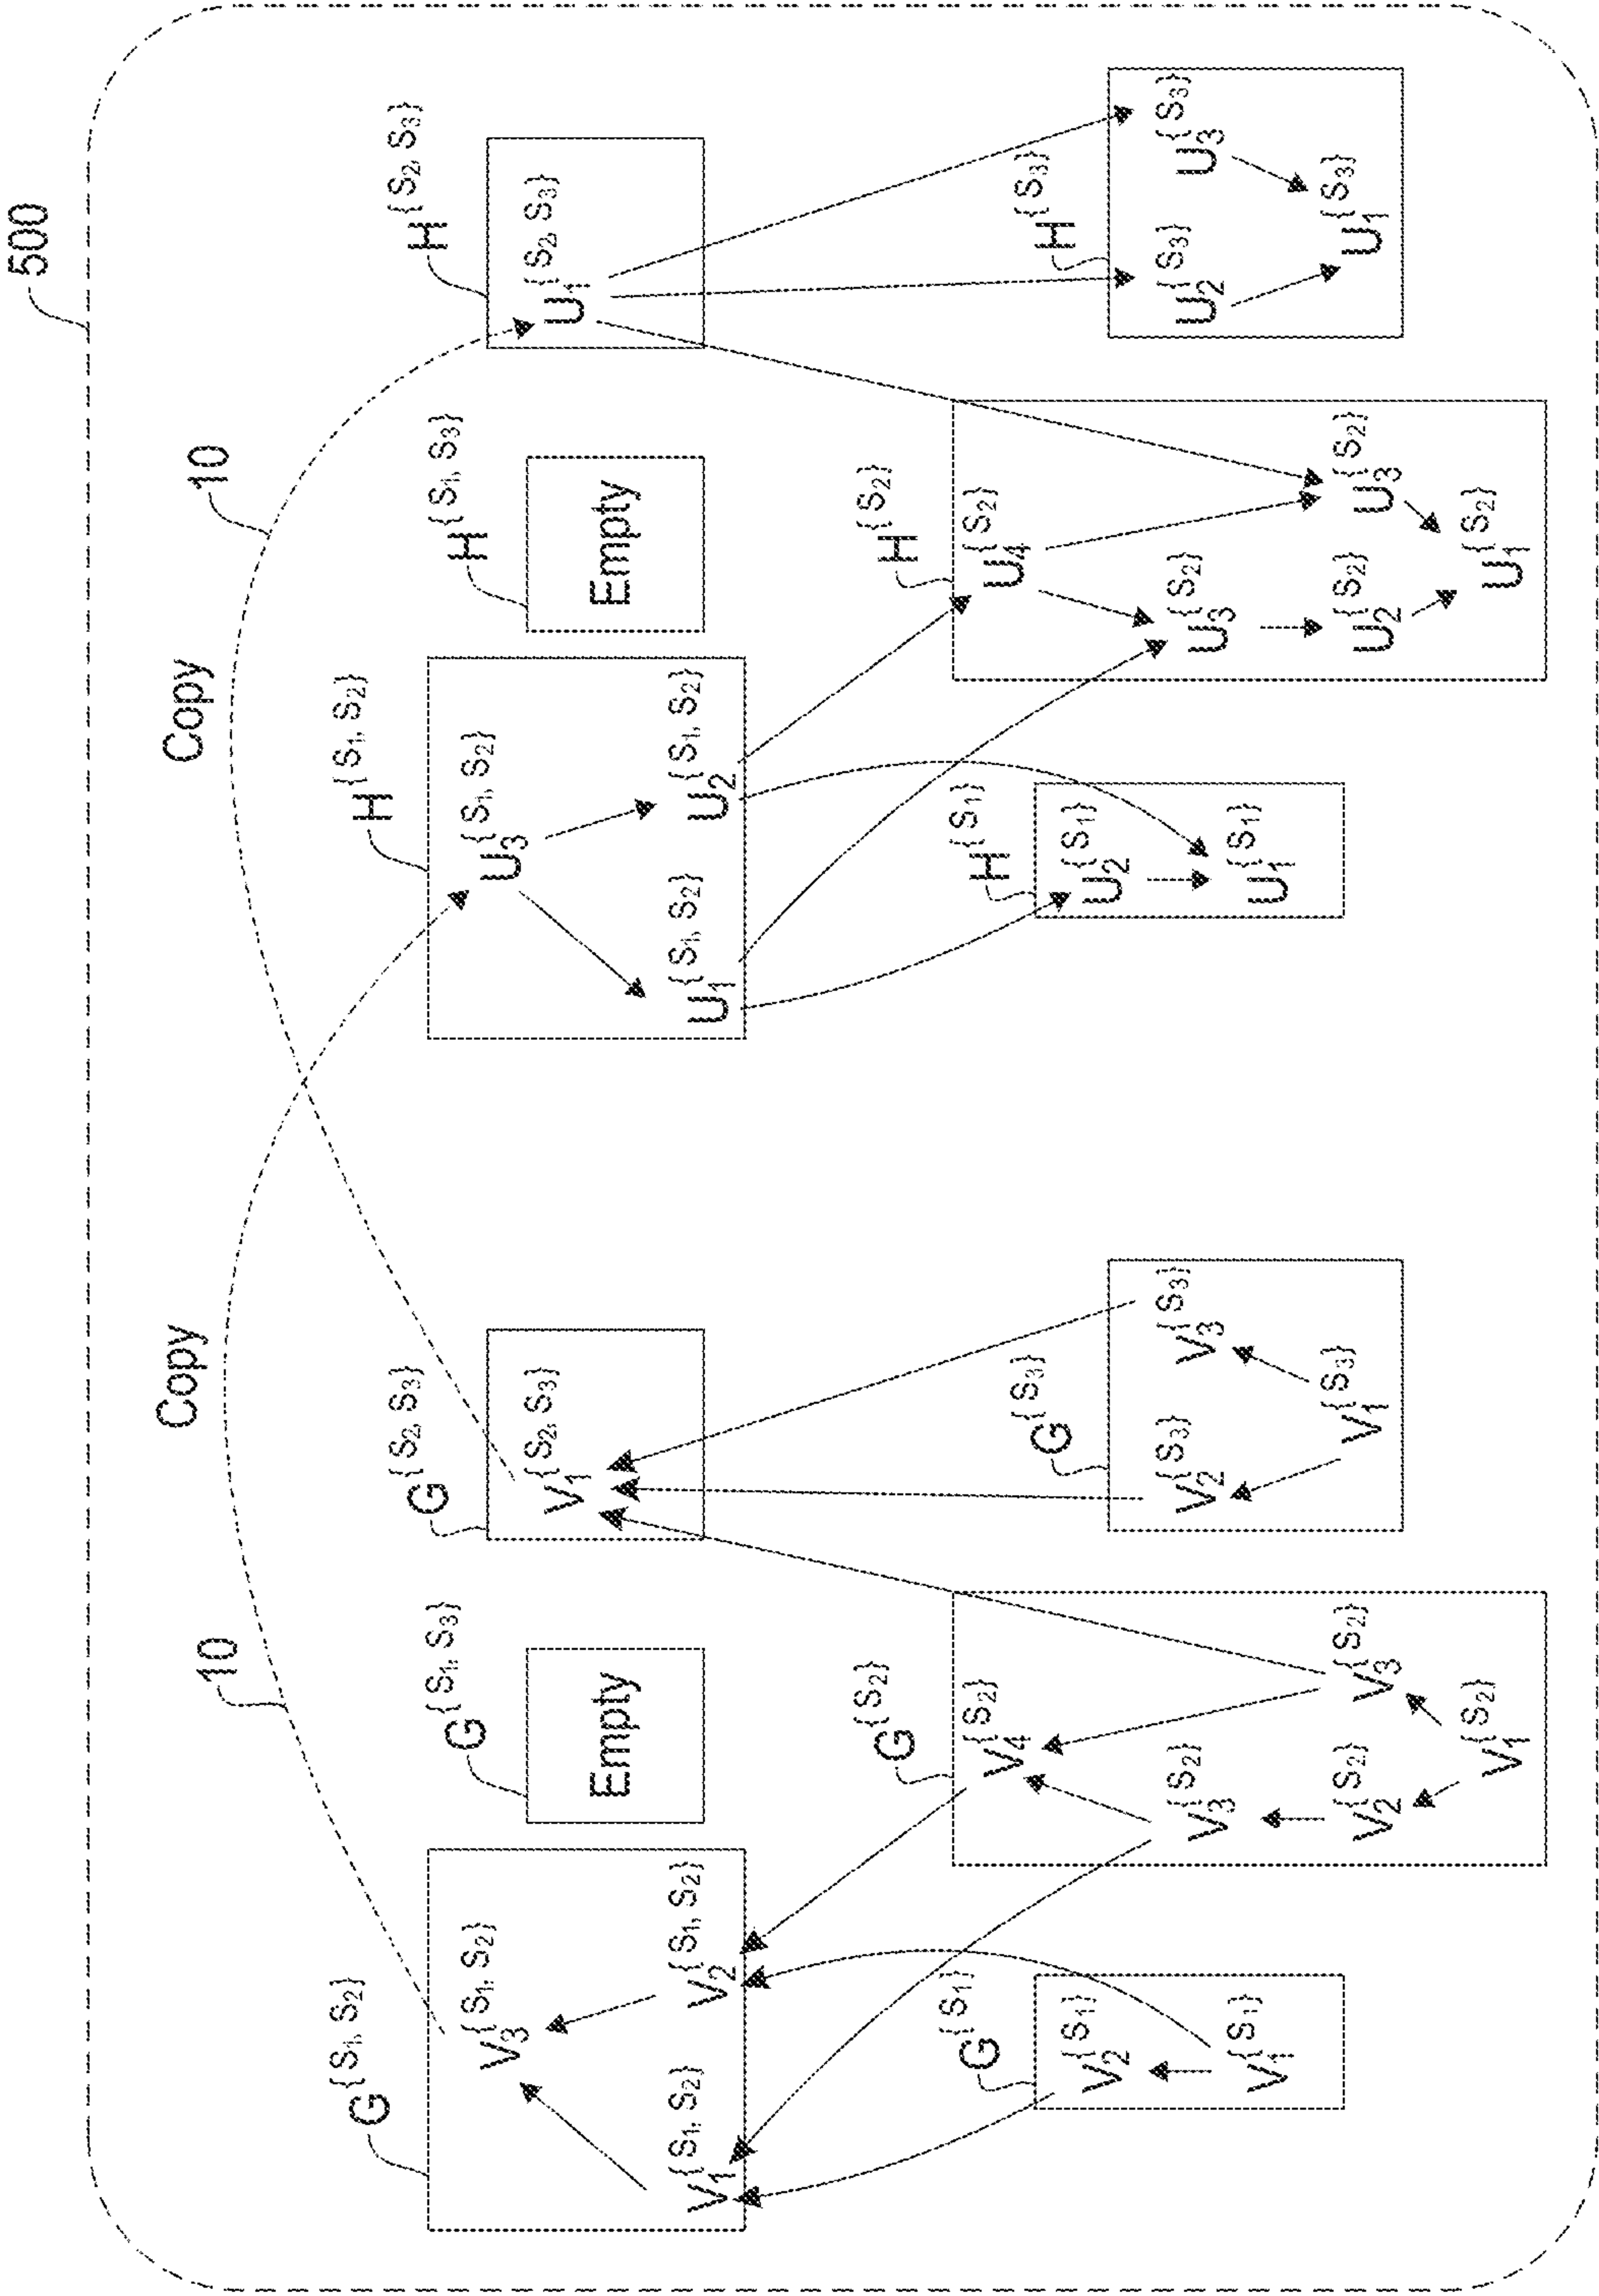 500
Copy
Copy
10
10
G{S1, S2}
V3{S1, S2}
V1{S1, S2}
V2{S1, S2}
G{S1, S3}
Empty
G{S2, S3}
V1{S2, S3}
G{S1}
V2{S1}
V1{S1}
G{S2}
V4{S2}
V3{S2}
V2{S2}
V3{S2}
V1{S2}
G{S3}
V2{S3}
V3{S3}
V1{S3}
H{S1, S2}
U3{S1, S2}
U1{S1, S2}
U2{S1, S2}
H{S1, S3}
Empty
H{S2, S3}
U1{S2, S3}
H{S1}
U2{S1}
U1{S1}
H{S2}
U4{S2}
U3{S2}
U2{S2}
U3{S2}
U1{S2}
H{S3}
U2{S3}
U3{S3}
U1{S3}